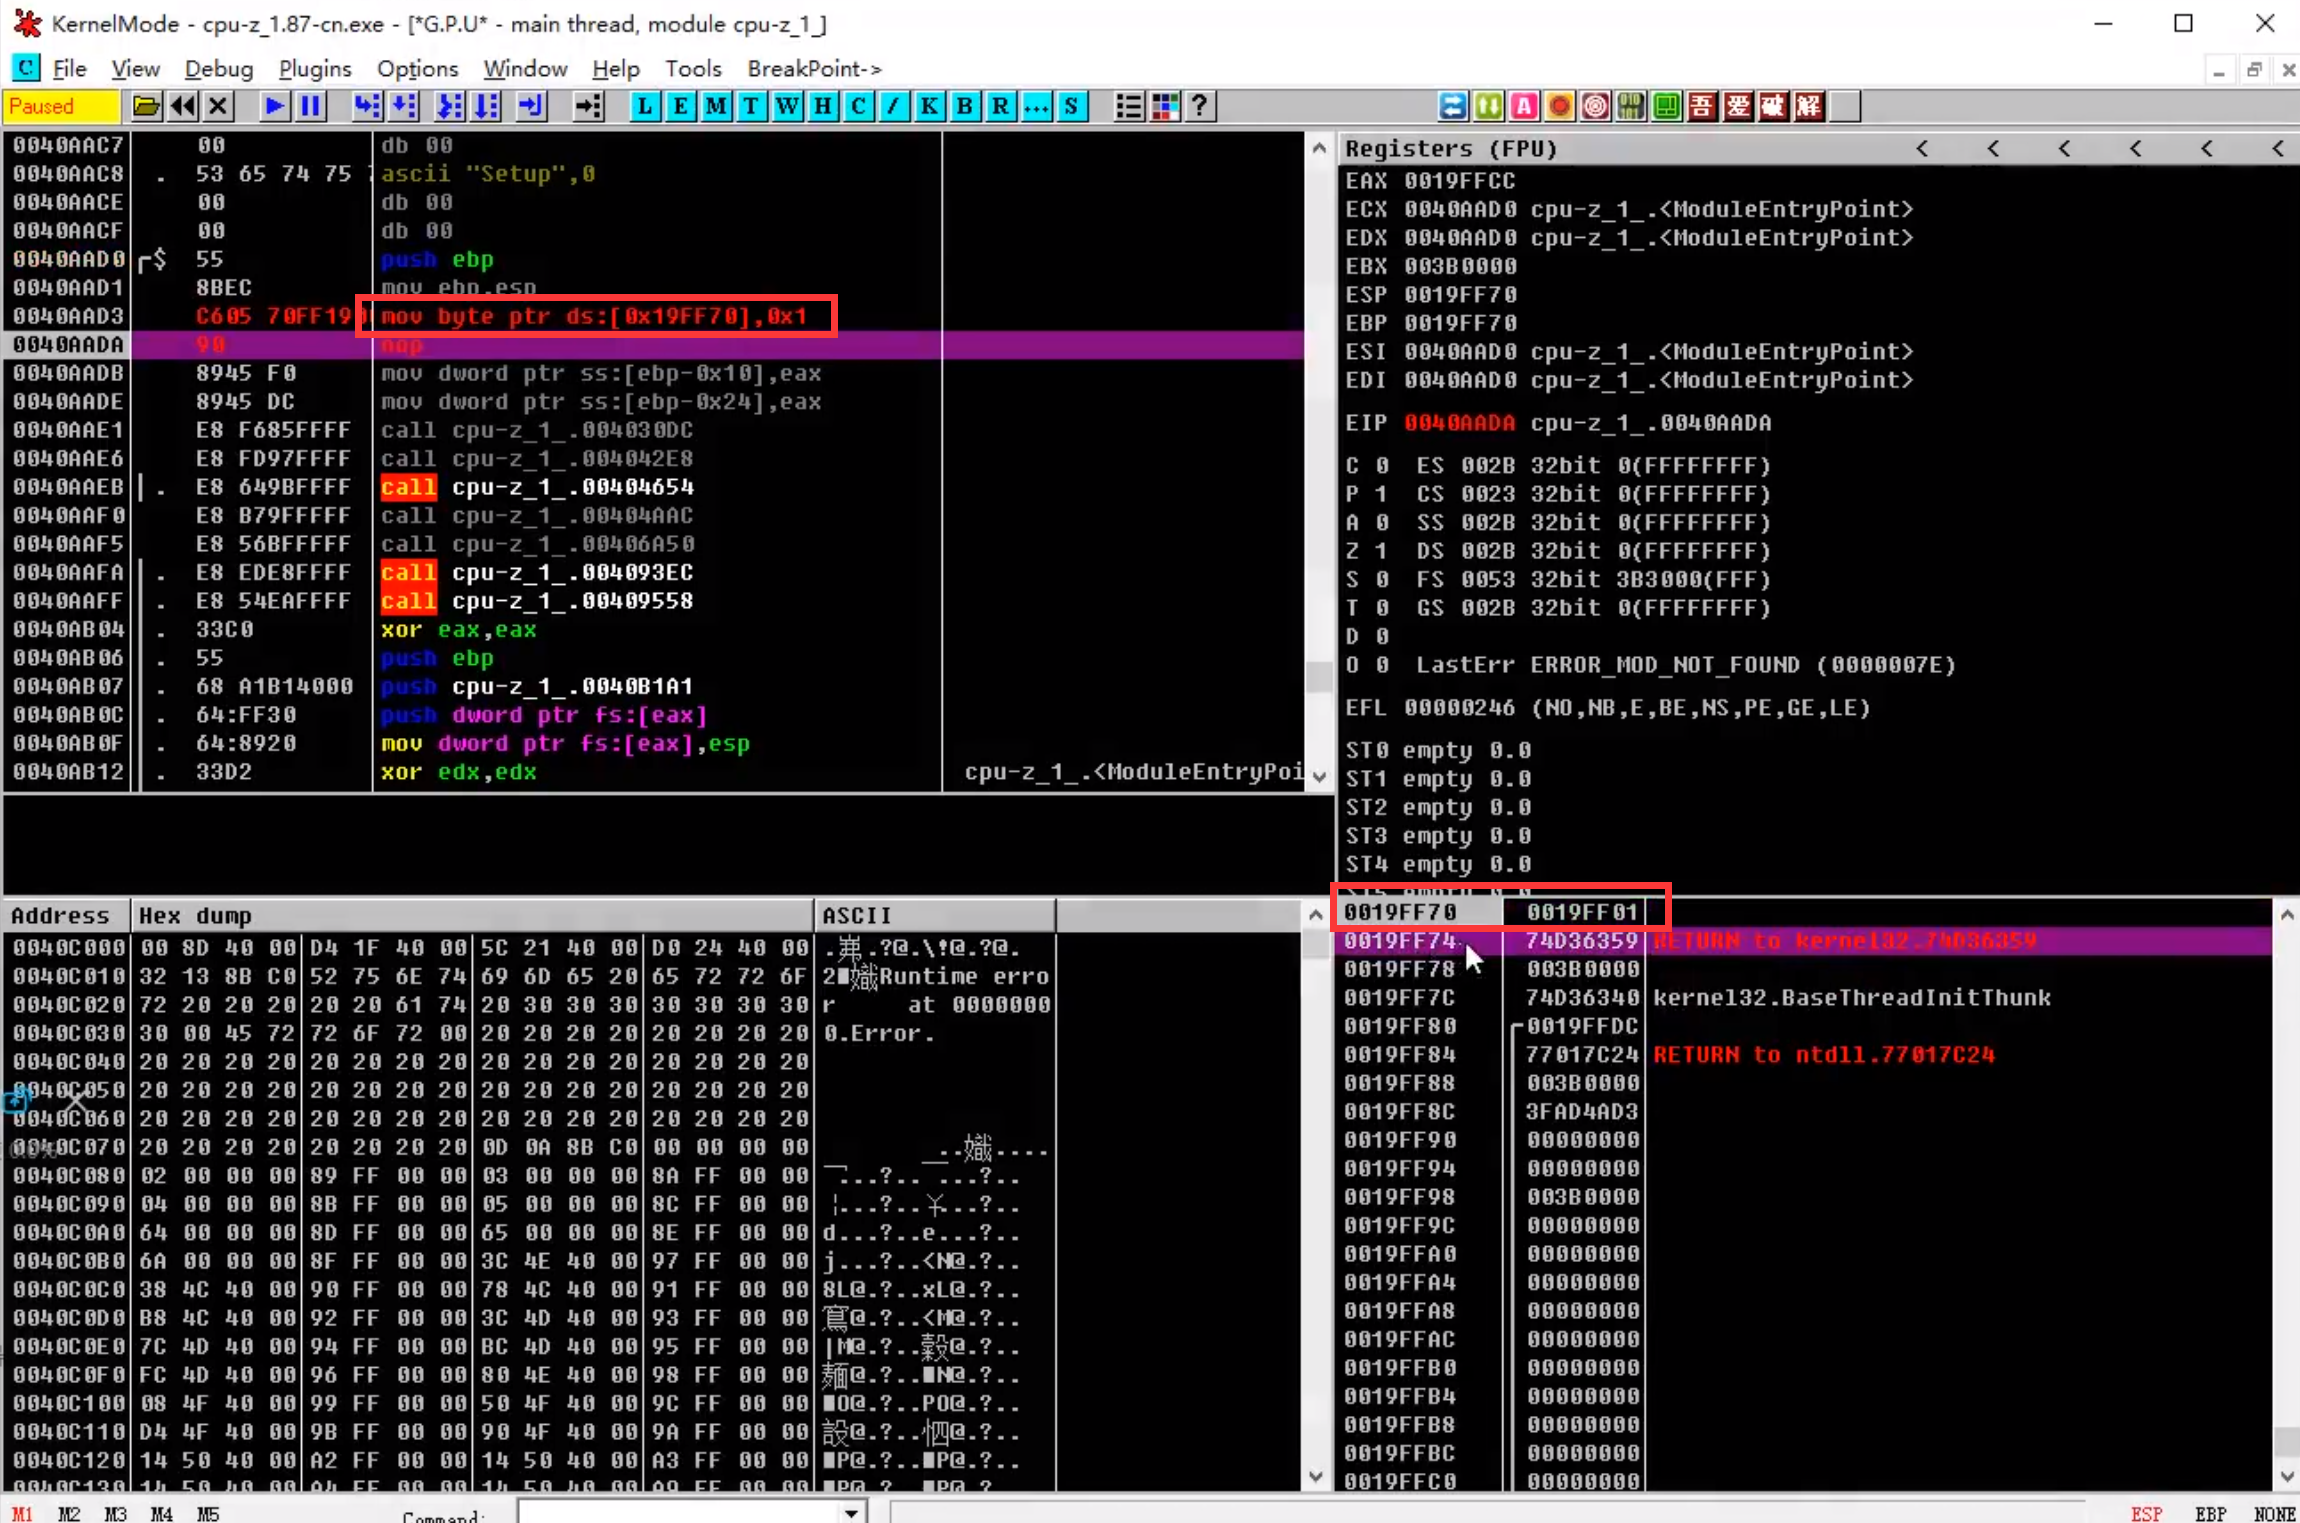 KernelMode - cpu-z_1.87-cn.exe - [*G.P.U* - main thread, module cpu-z_1_]
C File View Debug Plugins Options Window Help Tools BreakPoint->
Paused L E M T W H C / K B R ... S ? A 吾 爱 破 解
0040AAC7 00 db 00
0040AAC8 . 53 65 74 75 ascii "Setup",0
0040AACE 00 db 00
0040AACF 00 db 00
0040AAD0 $ 55 push ebp
0040AAD1 8BEC mov ebp,esp
0040AAD3 C605 70FF19 mov byte ptr ds:[0x19FF70],0x1
0040AADA 90 nop
0040AADB 8945 F0 mov dword ptr ss:[ebp-0x10],eax
0040AADE 8945 DC mov dword ptr ss:[ebp-0x24],eax
0040AAE1 E8 F685FFFF call cpu-z_1_.004030DC
0040AAE6 E8 FD97FFFF call cpu-z_1_.004042E8
0040AAEB . E8 649BFFFF call cpu-z_1_.00404654
0040AAF0 E8 B79FFFFF call cpu-z_1_.00404AAC
0040AAF5 E8 56BFFFFF call cpu-z_1_.00406A50
0040AAFA . E8 EDE8FFFF call cpu-z_1_.004093EC
0040AAFF . E8 54EAFFFF call cpu-z_1_.00409558
0040AB04 . 33C0 xor eax,eax
0040AB06 . 55 push ebp
0040AB07 . 68 A1B14000 push cpu-z_1_.0040B1A1
0040AB0C . 64:FF30 push dword ptr fs:[eax]
0040AB0F . 64:8920 mov dword ptr fs:[eax],esp
0040AB12 . 33D2 xor edx,edx cpu-z_1_.<ModuleEntryPoi
Registers (FPU) < < < < < <
EAX 0019FFCC
ECX 0040AAD0 cpu-z_1_.<ModuleEntryPoint>
EDX 0040AAD0 cpu-z_1_.<ModuleEntryPoint>
EBX 003B0000
ESP 0019FF70
EBP 0019FF70
ESI 0040AAD0 cpu-z_1_.<ModuleEntryPoint>
EDI 0040AAD0 cpu-z_1_.<ModuleEntryPoint>
EIP 0040AADA cpu-z_1_.0040AADA
C 0 ES 002B 32bit 0(FFFFFFFF)
P 1 CS 0023 32bit 0(FFFFFFFF)
A 0 SS 002B 32bit 0(FFFFFFFF)
Z 1 DS 002B 32bit 0(FFFFFFFF)
S 0 FS 0053 32bit 3B3000(FFF)
T 0 GS 002B 32bit 0(FFFFFFFF)
D 0
O 0 LastErr ERROR_MOD_NOT_FOUND (0000007E)
EFL 00000246 (NO,NB,E,BE,NS,PE,GE,LE)
ST0 empty 0.0
ST1 empty 0.0
ST2 empty 0.0
ST3 empty 0.0
ST4 empty 0.0
ST5 empty 0.0
Address Hex dump ASCII
0040C000 00 8D 40 00 D4 1F 40 00 5C 21 40 00 D0 24 40 00 .?@.\!@.?@.
0040C010 32 13 8B C0 52 75 6E 74 69 6D 65 20 65 72 72 6F 2 Runtime erro
0040C020 72 20 20 20 20 20 61 74 20 30 30 30 30 30 30 30 r at 0000000
0040C030 30 00 45 72 72 6F 72 00 20 20 20 20 20 20 20 20 0.Error.
0040C040 20 20 20 20 20 20 20 20 20 20 20 20 20 20 20 20
0040C050 20 20 20 20 20 20 20 20 20 20 20 20 20 20 20 20
0040C060 20 20 20 20 20 20 20 20 20 20 20 20 20 20 20 20
0040C070 20 20 20 20 20 20 20 20 0D 0A 8B C0 00 00 00 00 ......
0040C080 02 00 00 00 89 FF 00 00 03 00 00 00 8A FF 00 00 ...?.. ...?..
0040C090 04 00 00 00 8B FF 00 00 05 00 00 00 8C FF 00 00 ...?.. ...?..
0040C0A0 64 00 00 00 8D FF 00 00 65 00 00 00 8E FF 00 00 d...?..e...?..
0040C0B0 6A 00 00 00 8F FF 00 00 3C 4E 40 00 97 FF 00 00 j...?..<N@.?..
0040C0C0 38 4C 40 00 90 FF 00 00 78 4C 40 00 91 FF 00 00 8L@.?..xL@.?..
0040C0D0 B8 4C 40 00 92 FF 00 00 3C 4D 40 00 93 FF 00 00 @.?..<M@.?..
0040C0E0 7C 4D 40 00 94 FF 00 00 BC 4D 40 00 95 FF 00 00 |M@.?.. @.?..
0040C0F0 FC 4D 40 00 96 FF 00 00 80 4E 40 00 98 FF 00 00 @.?.. N@.?..
0040C100 08 4F 40 00 99 FF 00 00 50 4F 40 00 9C FF 00 00 O@.?..PO@.?..
0040C110 D4 4F 40 00 9B FF 00 00 90 4F 40 00 9A FF 00 00 @.?.. @.?..
0040C120 14 50 40 00 A2 FF 00 00 14 50 40 00 A3 FF 00 00 P@.?.. P@.?..
0019FF70 0019FF01
0019FF74 74D36359 RETURN to kernel32.74D36359
0019FF78 003B0000
0019FF7C 74D36340 kernel32.BaseThreadInitThunk
0019FF80 0019FFDC
0019FF84 77017C24 RETURN to ntdll.77017C24
0019FF88 003B0000
0019FF8C 3FAD4AD3
0019FF90 00000000
0019FF94 00000000
0019FF98 003B0000
0019FF9C 00000000
0019FFA0 00000000
0019FFA4 00000000
0019FFA8 00000000
0019FFAC 00000000
0019FFB0 00000000
0019FFB4 00000000
0019FFB8 00000000
0019FFBC 00000000
0019FFC0 00000000
M1 M2 M3 M4 M5 Command: ESP EBP NONE